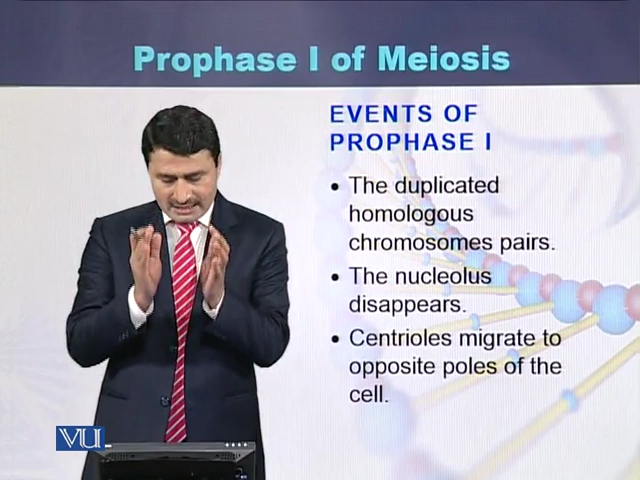 Prophase I of Meiosis
EVENTS OF
PROPHASE I
• The duplicated
homologous
chromosomes pairs.
• The nucleolus
disappears.
• Centrioles migrate to
opposite poles of the
cell.
VU